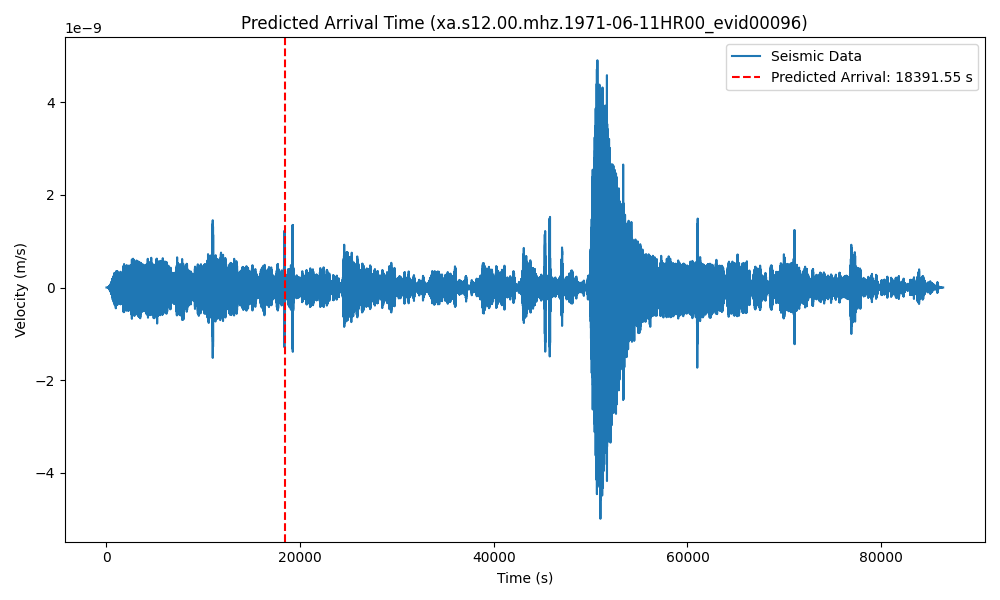 Predicted Arrival Time (xa.s12.00.mhz.1971-06-11HR00_evid00096)
1e−9
Seismic Data
Predicted Arrival: 18391.55 s
4
2
0
−2
−4
Velocity (m/s)
0
20000
40000
60000
80000
Time (s)